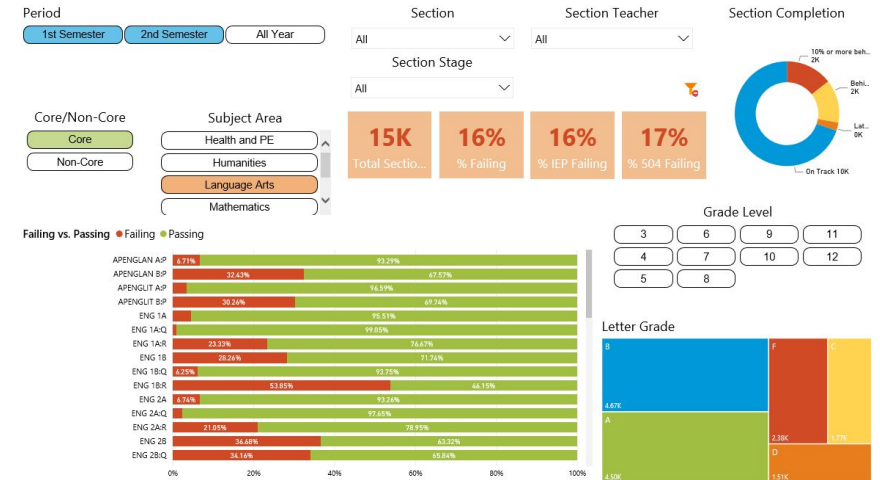 Period
Section
Section Teacher
Section Completion
1st Semester
2nd Semester
All Year
All
All
Section Stage
All
10% or more beh...
2K
Behi...
2K
Lat...
0K
On Track 10K
Core/Non-Core
Subject Area
Core
Non-Core
Health and PE
Humanities
Language Arts
Mathematics
15K
Total Sectio...
16%
% Failing
16%
% IEP Failing
17%
% 504 Failing
Grade Level
3
6
9
11
4
7
10
12
5
8
Failing vs. Passing
Failing
Passing
APENGLAN A:P 6.71% 93.29%
APENGLAN B:P 32.43% 67.57%
APENGLIT A:P 96.59%
APENGLIT B:P 30.26% 69.74%
ENG 1A 95.51%
ENG 1A:Q 99.05%
ENG 1A:R 23.33% 76.67%
ENG 1B 28.26% 71.74%
ENG 1B:Q 6.25% 93.75%
ENG 1B:R 53.85% 46.15%
ENG 2A 6.74% 93.26%
ENG 2A:Q 97.65%
ENG 2A:R 21.05% 78.95%
ENG 2B 36.68% 63.32%
ENG 2B:Q 34.16% 65.84%
0%
20%
40%
60%
80%
100%
Letter Grade
B
4.67K
A
4.50K
F
2.38K
C
D
1.51K